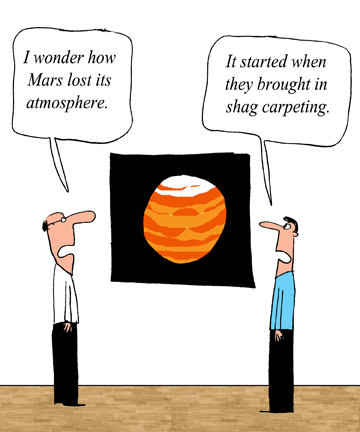 I wonder how
Mars lost its
atmosphere.
It started when
they brought in
shag carpeting.